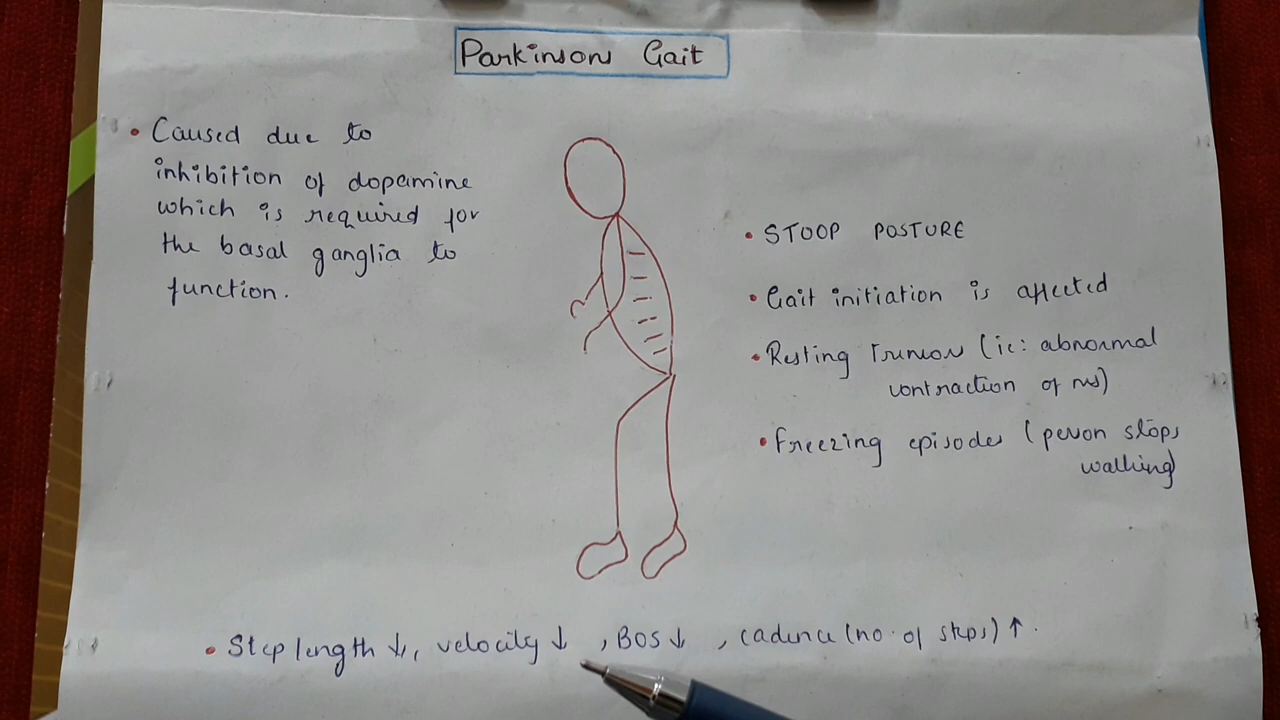 Parkinsons Gait
• Caused due to
inhibition of dopamine
which is required for
the basal ganglia to
function.
• STOOP POSTURE
• Gait initiation is affected
• Resting Tremors (ie: abnormal
contraction of ms)
• Freezing episodes (person stops
walking)
• Step length ↓, velocity ↓, BOS ↓, cadence (no. of steps) ↑.